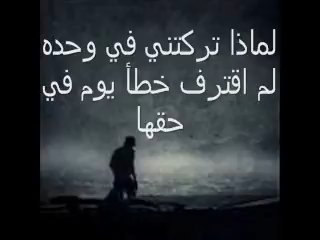 لماذا تركتني في وحده
لم اقترف خطأ يوم في
حقها